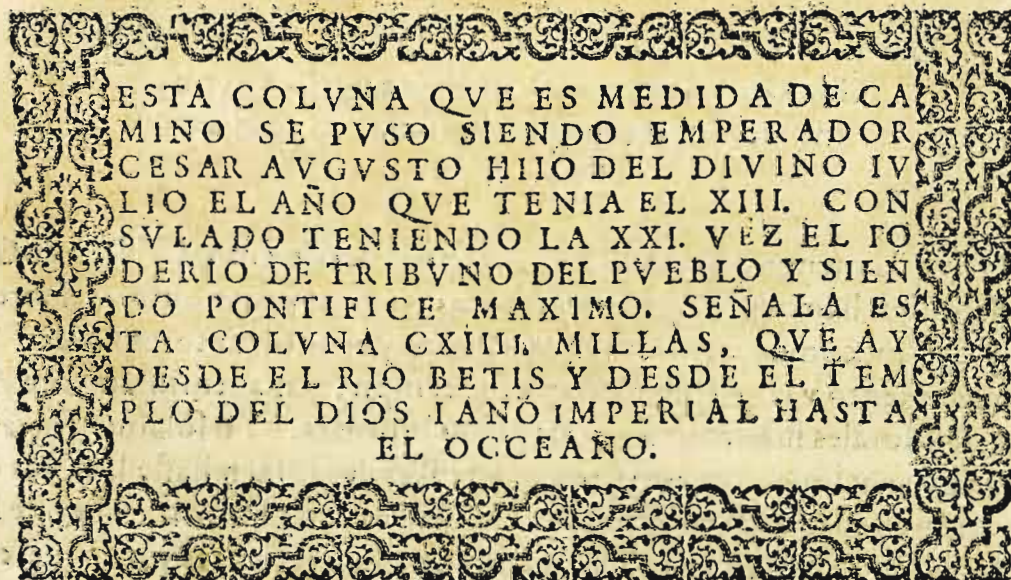 ESTA COLVNA QVE ES MEDIDA DE CA
MINO SE PVSO SIENDO EMPERADOR
CESAR AVGVSTO HIIO DEL DIVINO IV
LIO EL AÑO QVE TENIA EL XIII. CON
SVLADO TENIENDO LA XXI. VEZ EL PO
DERIO DE TRIBVNO DEL PVEBLO Y SIEN
DO PONTIFICE MAXIMO. SEÑALA ES
TA COLVNA CXIIII. MILLAS, QVE AY
DESDE EL RIO BETIS Y DESDE EL TEM
PLO DEL DIOS IANO IMPERIAL HASTA
EL OCCEANO.